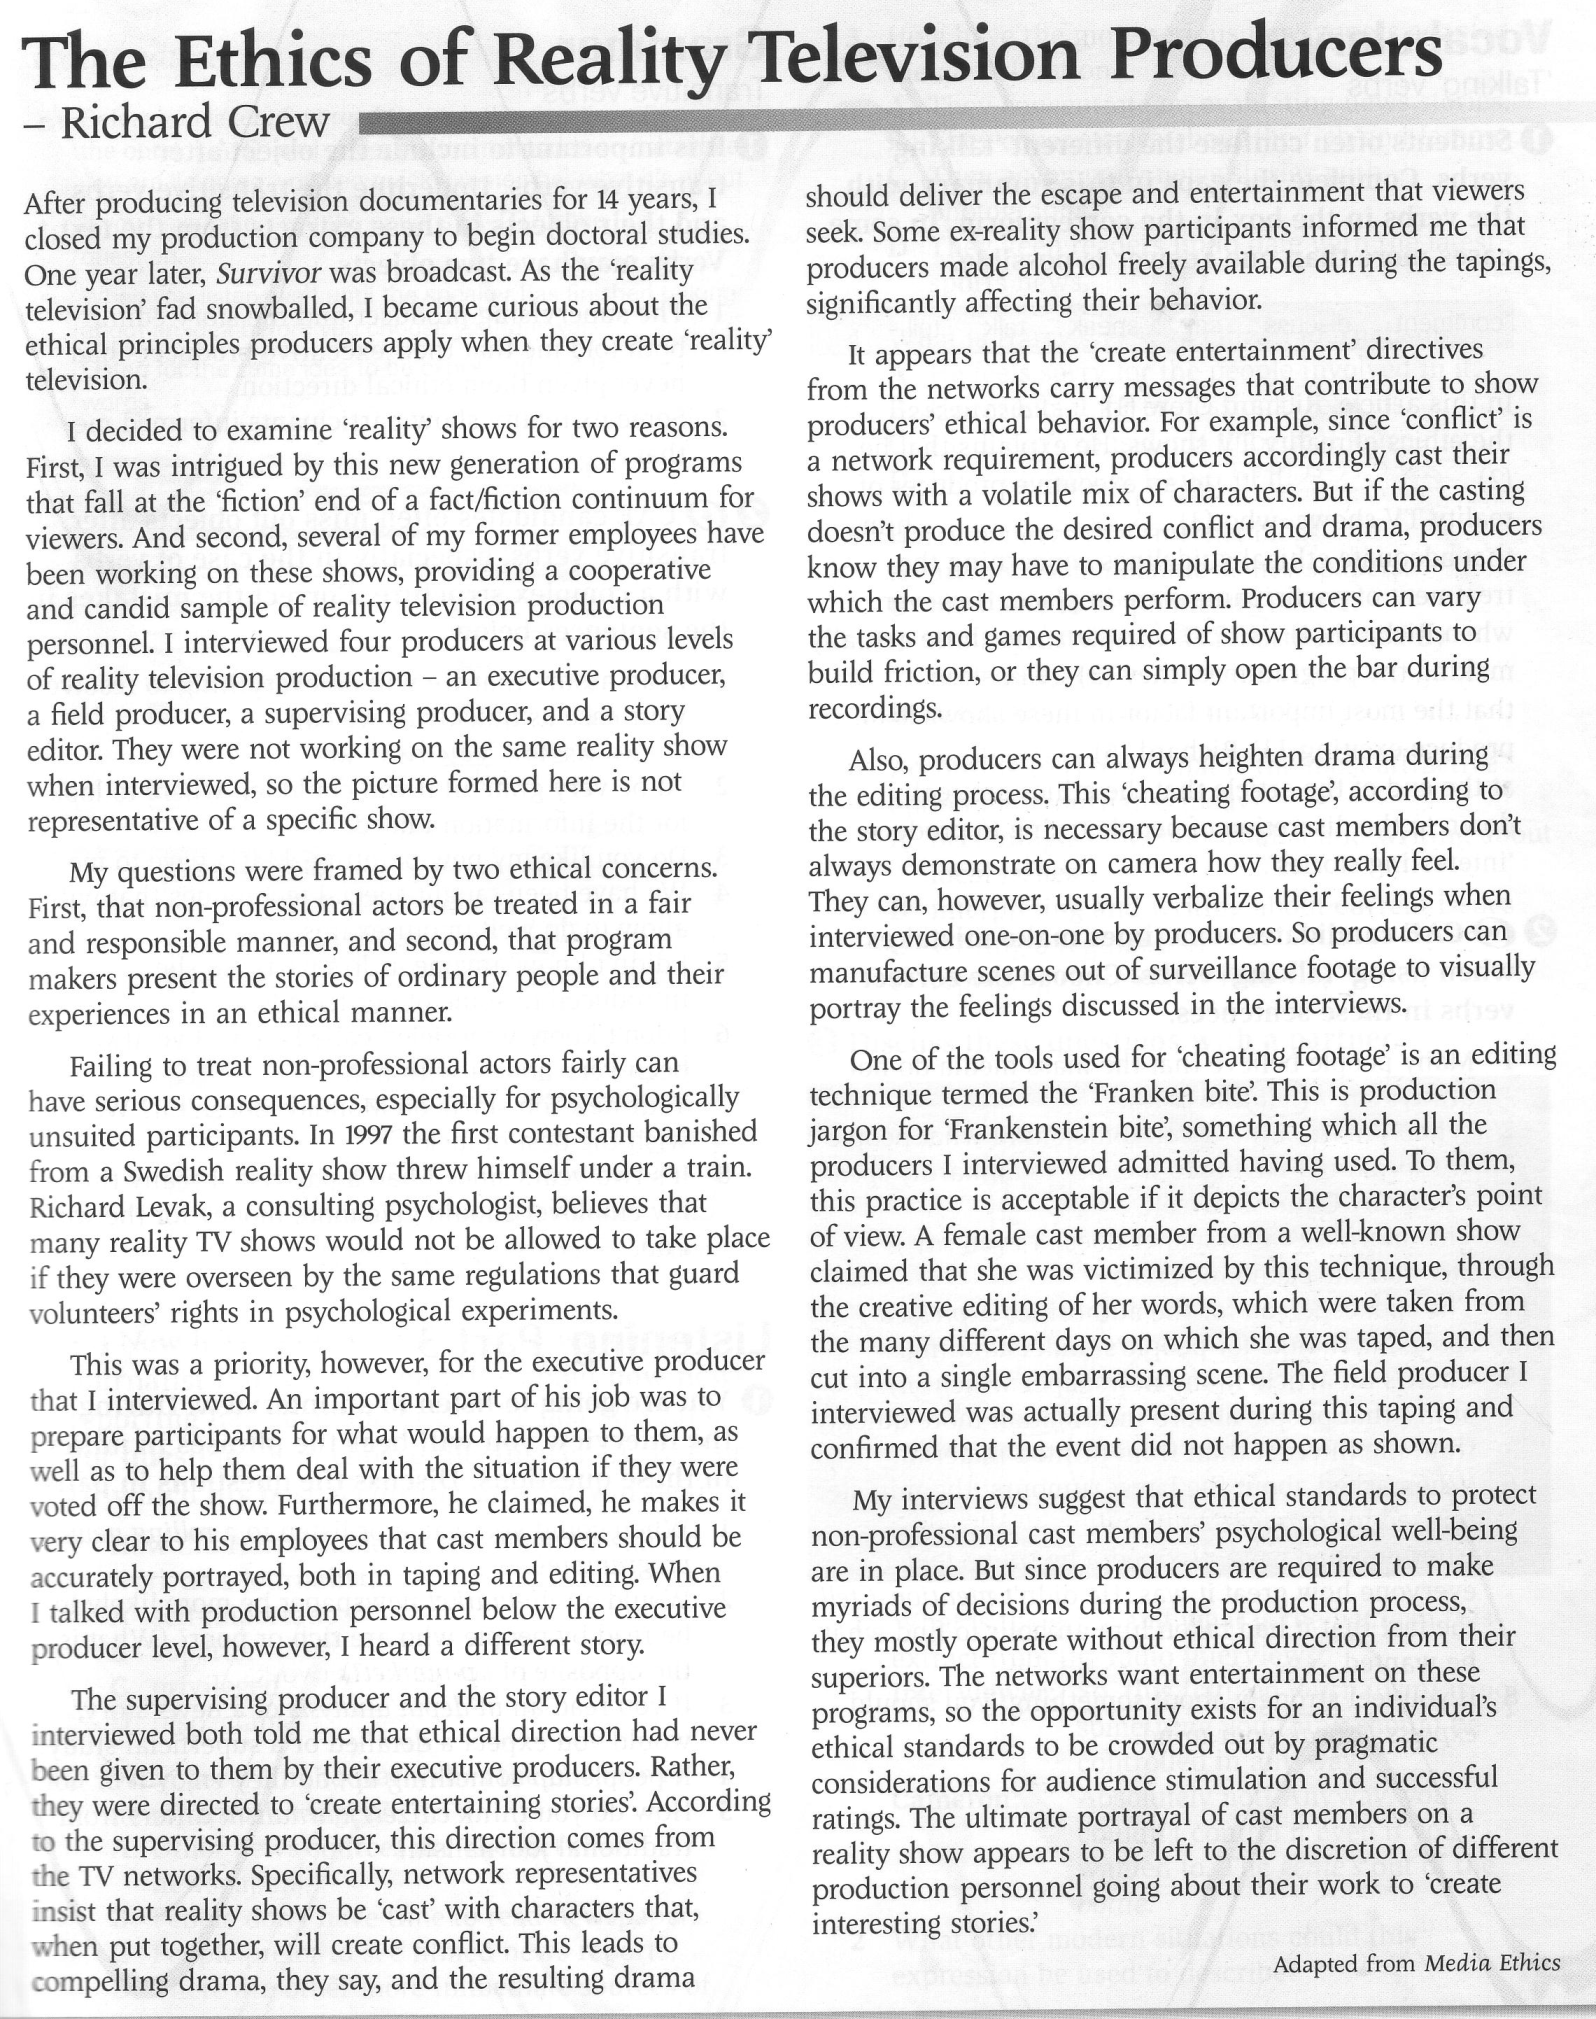 The Ethics of Reality Television Producers
– Richard Crew
After producing television documentaries for 14 years, I
closed my production company to begin doctoral studies.
One year later, Survivor was broadcast. As the ‘reality
television’ fad snowballed, I became curious about the
ethical principles producers apply when they create ‘reality’
television.
I decided to examine ‘reality’ shows for two reasons.
First, I was intrigued by this new generation of programs
that fall at the ‘fiction’ end of a fact/fiction continuum for
viewers. And second, several of my former employees have
been working on these shows, providing a cooperative
and candid sample of reality television production
personnel. I interviewed four producers at various levels
of reality television production – an executive producer,
a field producer, a supervising producer, and a story
editor. They were not working on the same reality show
when interviewed, so the picture formed here is not
representative of a specific show.
My questions were framed by two ethical concerns.
First, that non-professional actors be treated in a fair
and responsible manner, and second, that program
makers present the stories of ordinary people and their
experiences in an ethical manner.
Failing to treat non-professional actors fairly can
have serious consequences, especially for psychologically
unsuited participants. In 1997 the first contestant banished
from a Swedish reality show threw himself under a train.
Richard Levak, a consulting psychologist, believes that
many reality TV shows would not be allowed to take place
if they were overseen by the same regulations that guard
volunteers’ rights in psychological experiments.
This was a priority, however, for the executive producer
that I interviewed. An important part of his job was to
prepare participants for what would happen to them, as
well as to help them deal with the situation if they were
voted off the show. Furthermore, he claimed, he makes it
very clear to his employees that cast members should be
accurately portrayed, both in taping and editing. When
I talked with production personnel below the executive
producer level, however, I heard a different story.
The supervising producer and the story editor I
interviewed both told me that ethical direction had never
been given to them by their executive producers. Rather,
they were directed to ‘create entertaining stories’. According
to the supervising producer, this direction comes from
the TV networks. Specifically, network representatives
insist that reality shows be ‘cast’ with characters that,
when put together, will create conflict. This leads to
compelling drama, they say, and the resulting drama
should deliver the escape and entertainment that viewers
seek. Some ex-reality show participants informed me that
producers made alcohol freely available during the tapings,
significantly affecting their behavior.
It appears that the ‘create entertainment’ directives
from the networks carry messages that contribute to show
producers’ ethical behavior. For example, since ‘conflict’ is
a network requirement, producers accordingly cast their
shows with a volatile mix of characters. But if the casting
doesn’t produce the desired conflict and drama, producers
know they may have to manipulate the conditions under
which the cast members perform. Producers can vary
the tasks and games required of show participants to
build friction, or they can simply open the bar during
recordings.
Also, producers can always heighten drama during
the editing process. This ‘cheating footage’, according to
the story editor, is necessary because cast members don’t
always demonstrate on camera how they really feel.
They can, however, usually verbalize their feelings when
interviewed one-on-one by producers. So producers can
manufacture scenes out of surveillance footage to visually
portray the feelings discussed in the interviews.
One of the tools used for ‘cheating footage’ is an editing
technique termed the ‘Franken bite’. This is production
jargon for ‘Frankenstein bite’, something which all the
producers I interviewed admitted having used. To them,
this practice is acceptable if it depicts the character’s point
of view. A female cast member from a well-known show
claimed that she was victimized by this technique, through
the creative editing of her words, which were taken from
the many different days on which she was taped, and then
cut into a single embarrassing scene. The field producer I
interviewed was actually present during this taping and
confirmed that the event did not happen as shown.
My interviews suggest that ethical standards to protect
non-professional cast members’ psychological well-being
are in place. But since producers are required to make
myriads of decisions during the production process,
they mostly operate without ethical direction from their
superiors. The networks want entertainment on these
programs, so the opportunity exists for an individual’s
ethical standards to be crowded out by pragmatic
considerations for audience stimulation and successful
ratings. The ultimate portrayal of cast members on a
reality show appears to be left to the discretion of different
production personnel going about their work to ‘create
interesting stories.’
Adapted from Media Ethics